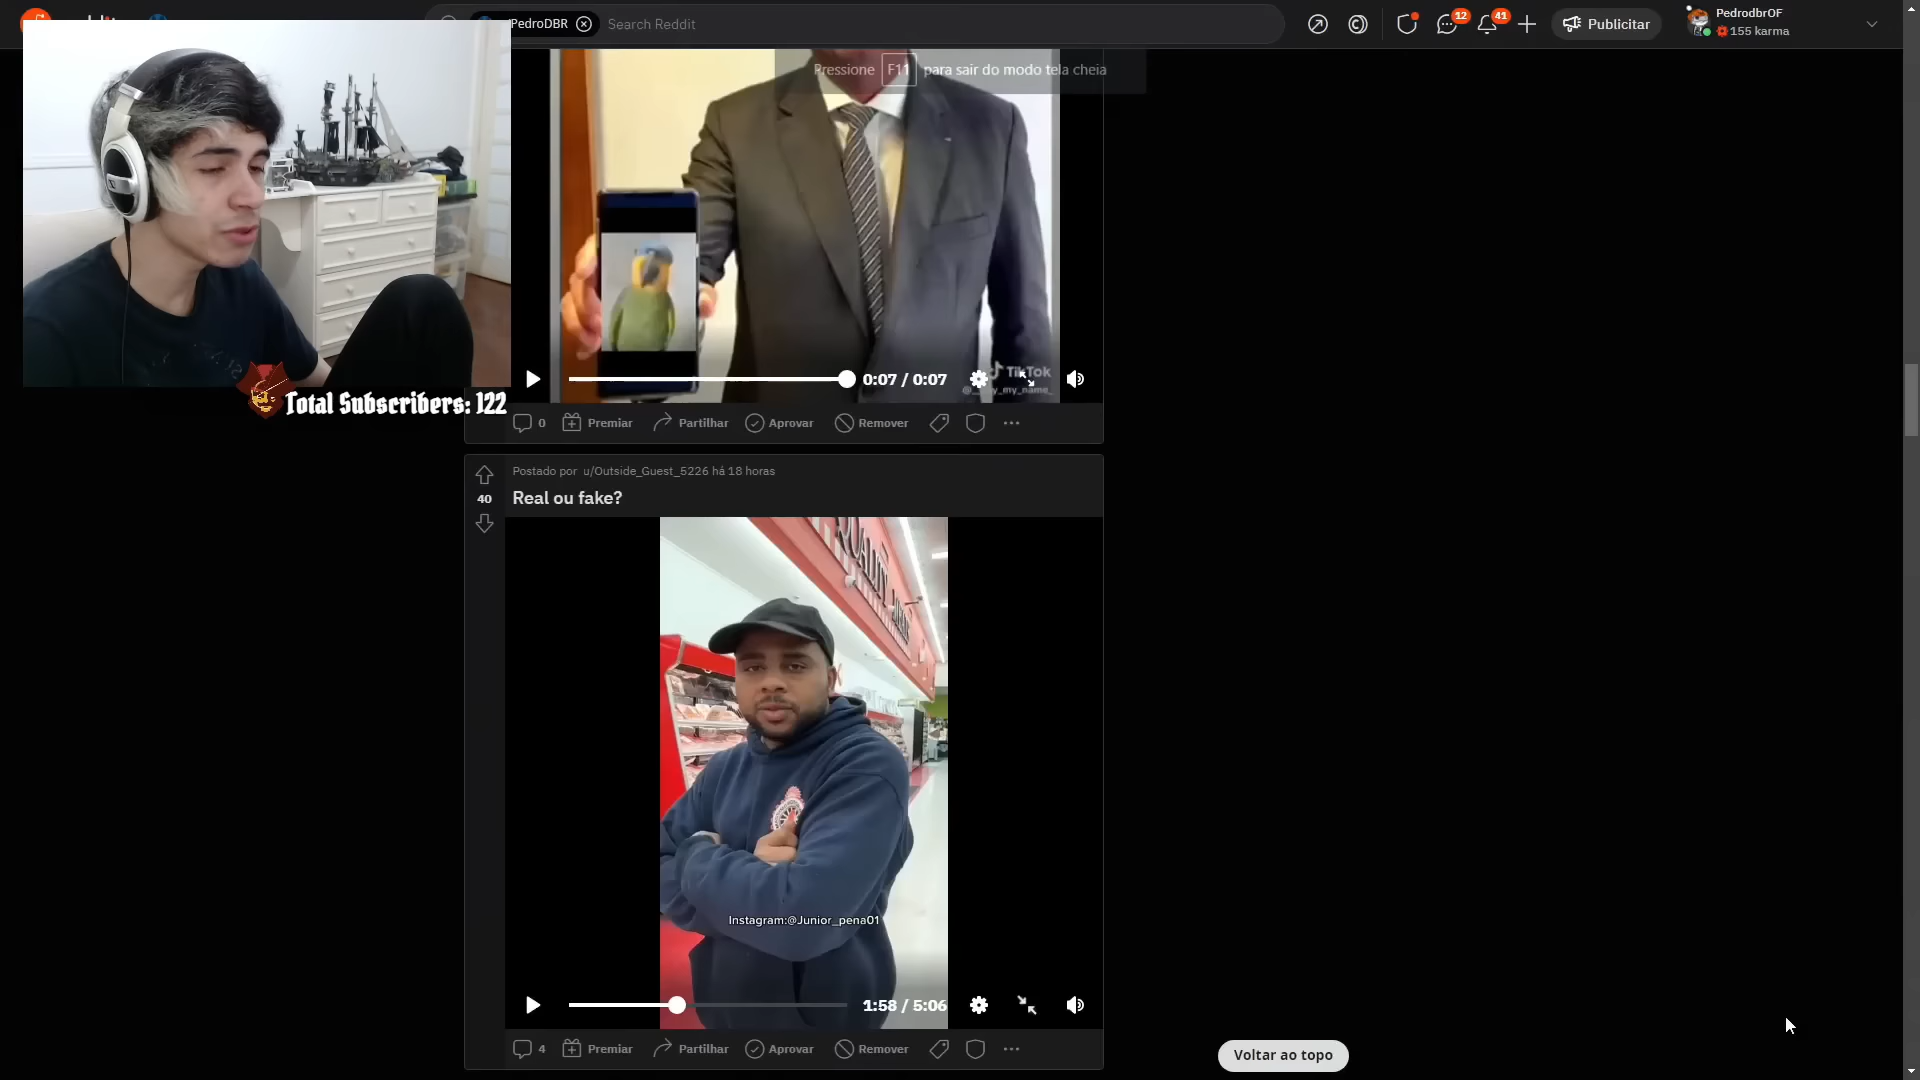 PedroDBR
Search Reddit
12
41
Publicitar
PedrodbrOF
155 karma
Pressione F11 para sair do modo tela cheia
TikTok
Total Subscribers: 122
0:07 / 0:07
0 Premiar Partilhar Aprovar Remover
Postado por u/Outside_Guest_5226 há 18 horas
40
Real ou fake?
QUALITY
Instagram:@Junior_pena01
1:58 / 5:06
4 Premiar Partilhar Aprovar Remover
Voltar ao topo